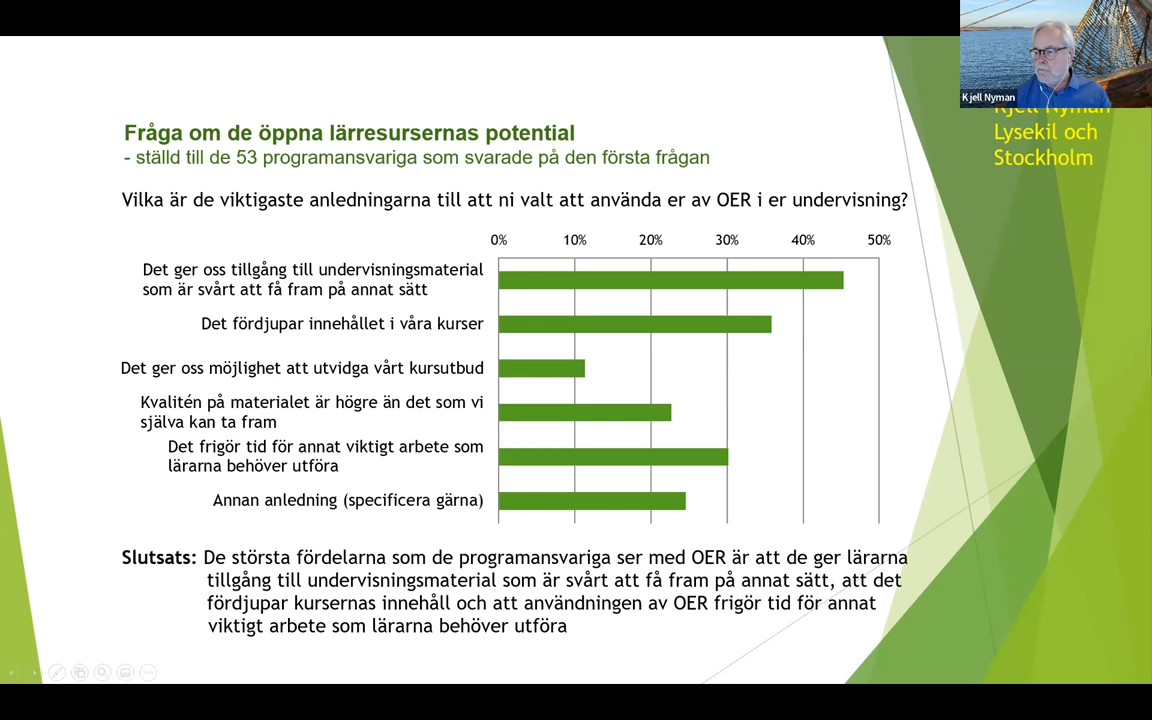 Kjell Nyman
Kjell Nyman
Lysekil och
Stockholm
Fråga om de öppna lärresursernas potential
- ställd till de 53 programansvariga som svarade på den första frågan
Vilka är de viktigaste anledningarna till att ni valt att använda er av OER i er undervisning?
0% 10% 20% 30% 40% 50%
Det ger oss tillgång till undervisningsmaterial
som är svårt att få fram på annat sätt
Det fördjupar innehållet i våra kurser
Det ger oss möjlighet att utvidga vårt kursutbud
Kvalitén på materialet är högre än det som vi
själva kan ta fram
Det frigör tid för annat viktigt arbete som
lärarna behöver utföra
Annan anledning (specificera gärna)
Slutsats: De största fördelarna som de programansvariga ser med OER är att de ger lärarna
tillgång till undervisningsmaterial som är svårt att få fram på annat sätt, att det
fördjupar kursernas innehåll och att användningen av OER frigör tid för annat
viktigt arbete som lärarna behöver utföra